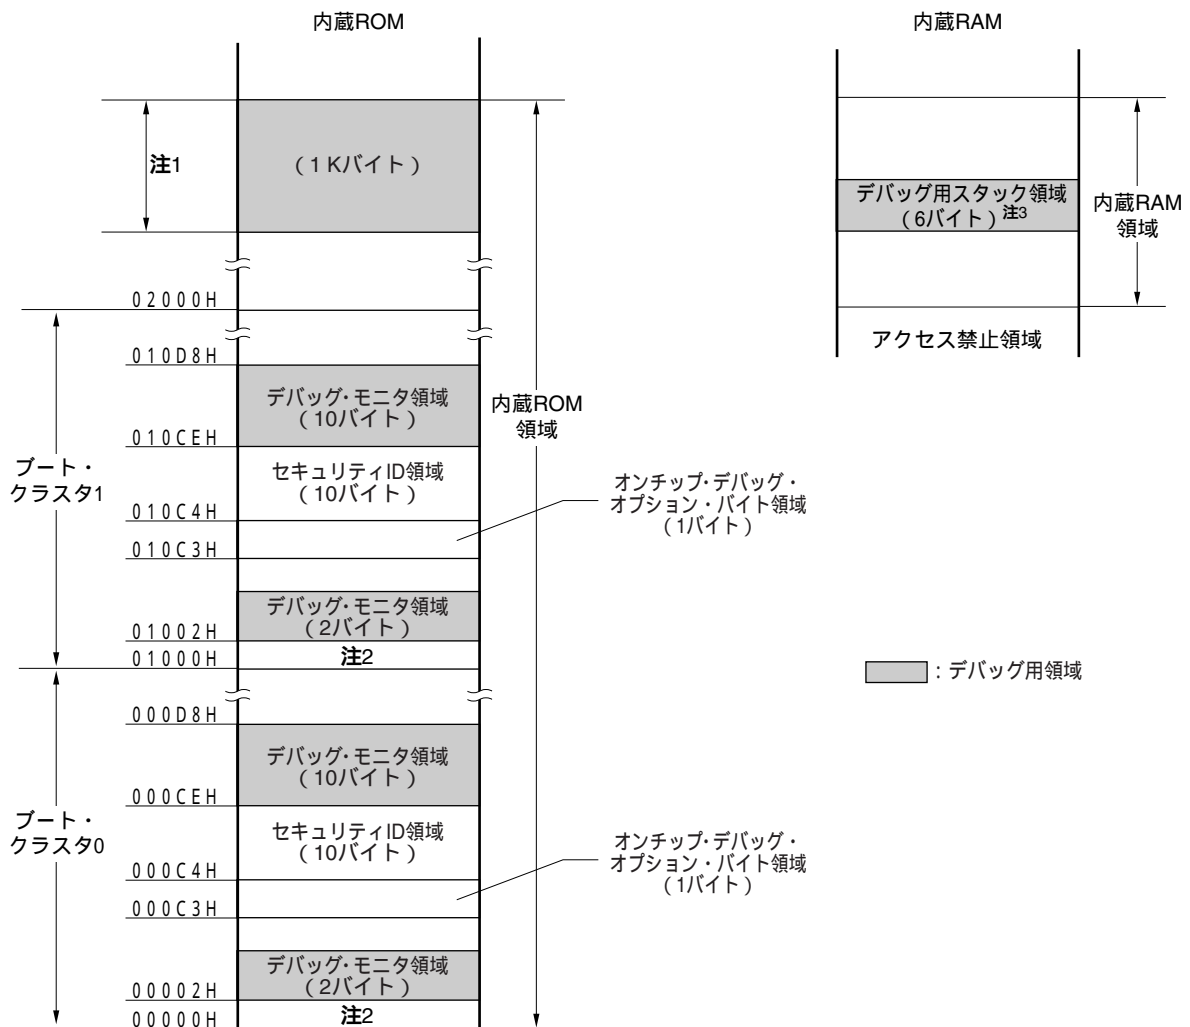 内蔵ROM
内蔵RAM
注1
(1 Kバイト)
デバッグ用スタック領域
(6バイト)注3
内蔵RAM
領域
アクセス禁止領域
02000H
010D8H
デバッグ・モニタ領域
(10バイト)
内蔵ROM
領域
010CEH
ブート・
クラスタ1
セキュリティID領域
(10バイト)
オンチップ・デバッグ・
オプション・バイト領域
(1バイト)
010C4H
010C3H
デバッグ・モニタ領域
(2バイト)
01002H
注2
01000H
:デバッグ用領域
000D8H
デバッグ・モニタ領域
(10バイト)
000CEH
ブート・
クラスタ0
セキュリティID領域
(10バイト)
オンチップ・デバッグ・
オプション・バイト領域
(1バイト)
000C4H
000C3H
デバッグ・モニタ領域
(2バイト)
00002H
注2
00000H